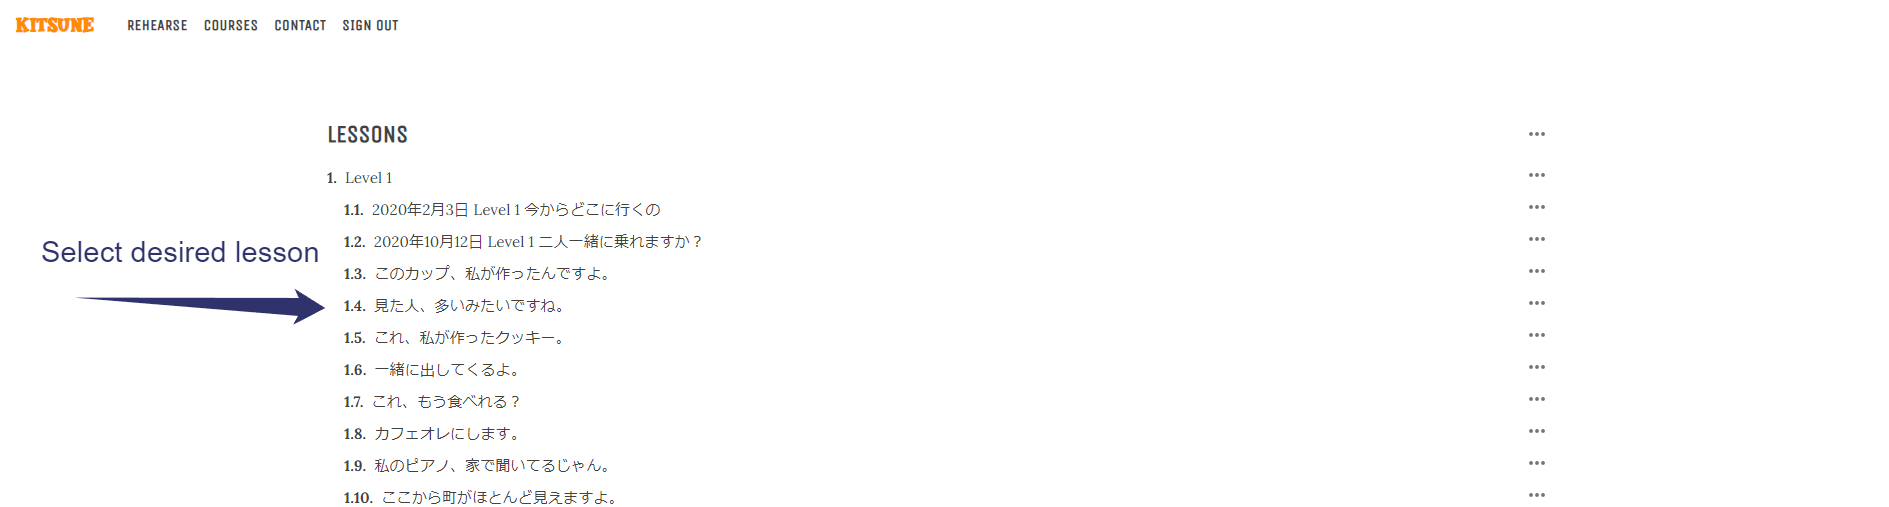 KITSUNE REHEARSE COURSES CONTACT SIGN OUT
LESSONS
1. Level 1
1.1. 2020年2月3日 Level 1 今からどこに行くの
1.2. 2020年10月12日 Level 1 二人一緒に乗れますか？
Select desired lesson
1.3. このカップ、私が作ったんですよ。
1.4. 見た人、多いみたいですね。
1.5. これ、私が作ったクッキー。
1.6. 一緒に出してくるよ。
1.7. これ、もう食べれる？
1.8. カフェオレにします。
1.9. 私のピアノ、家で聞いてるじゃん。
1.10. ここから町がほとんど見えますよ。